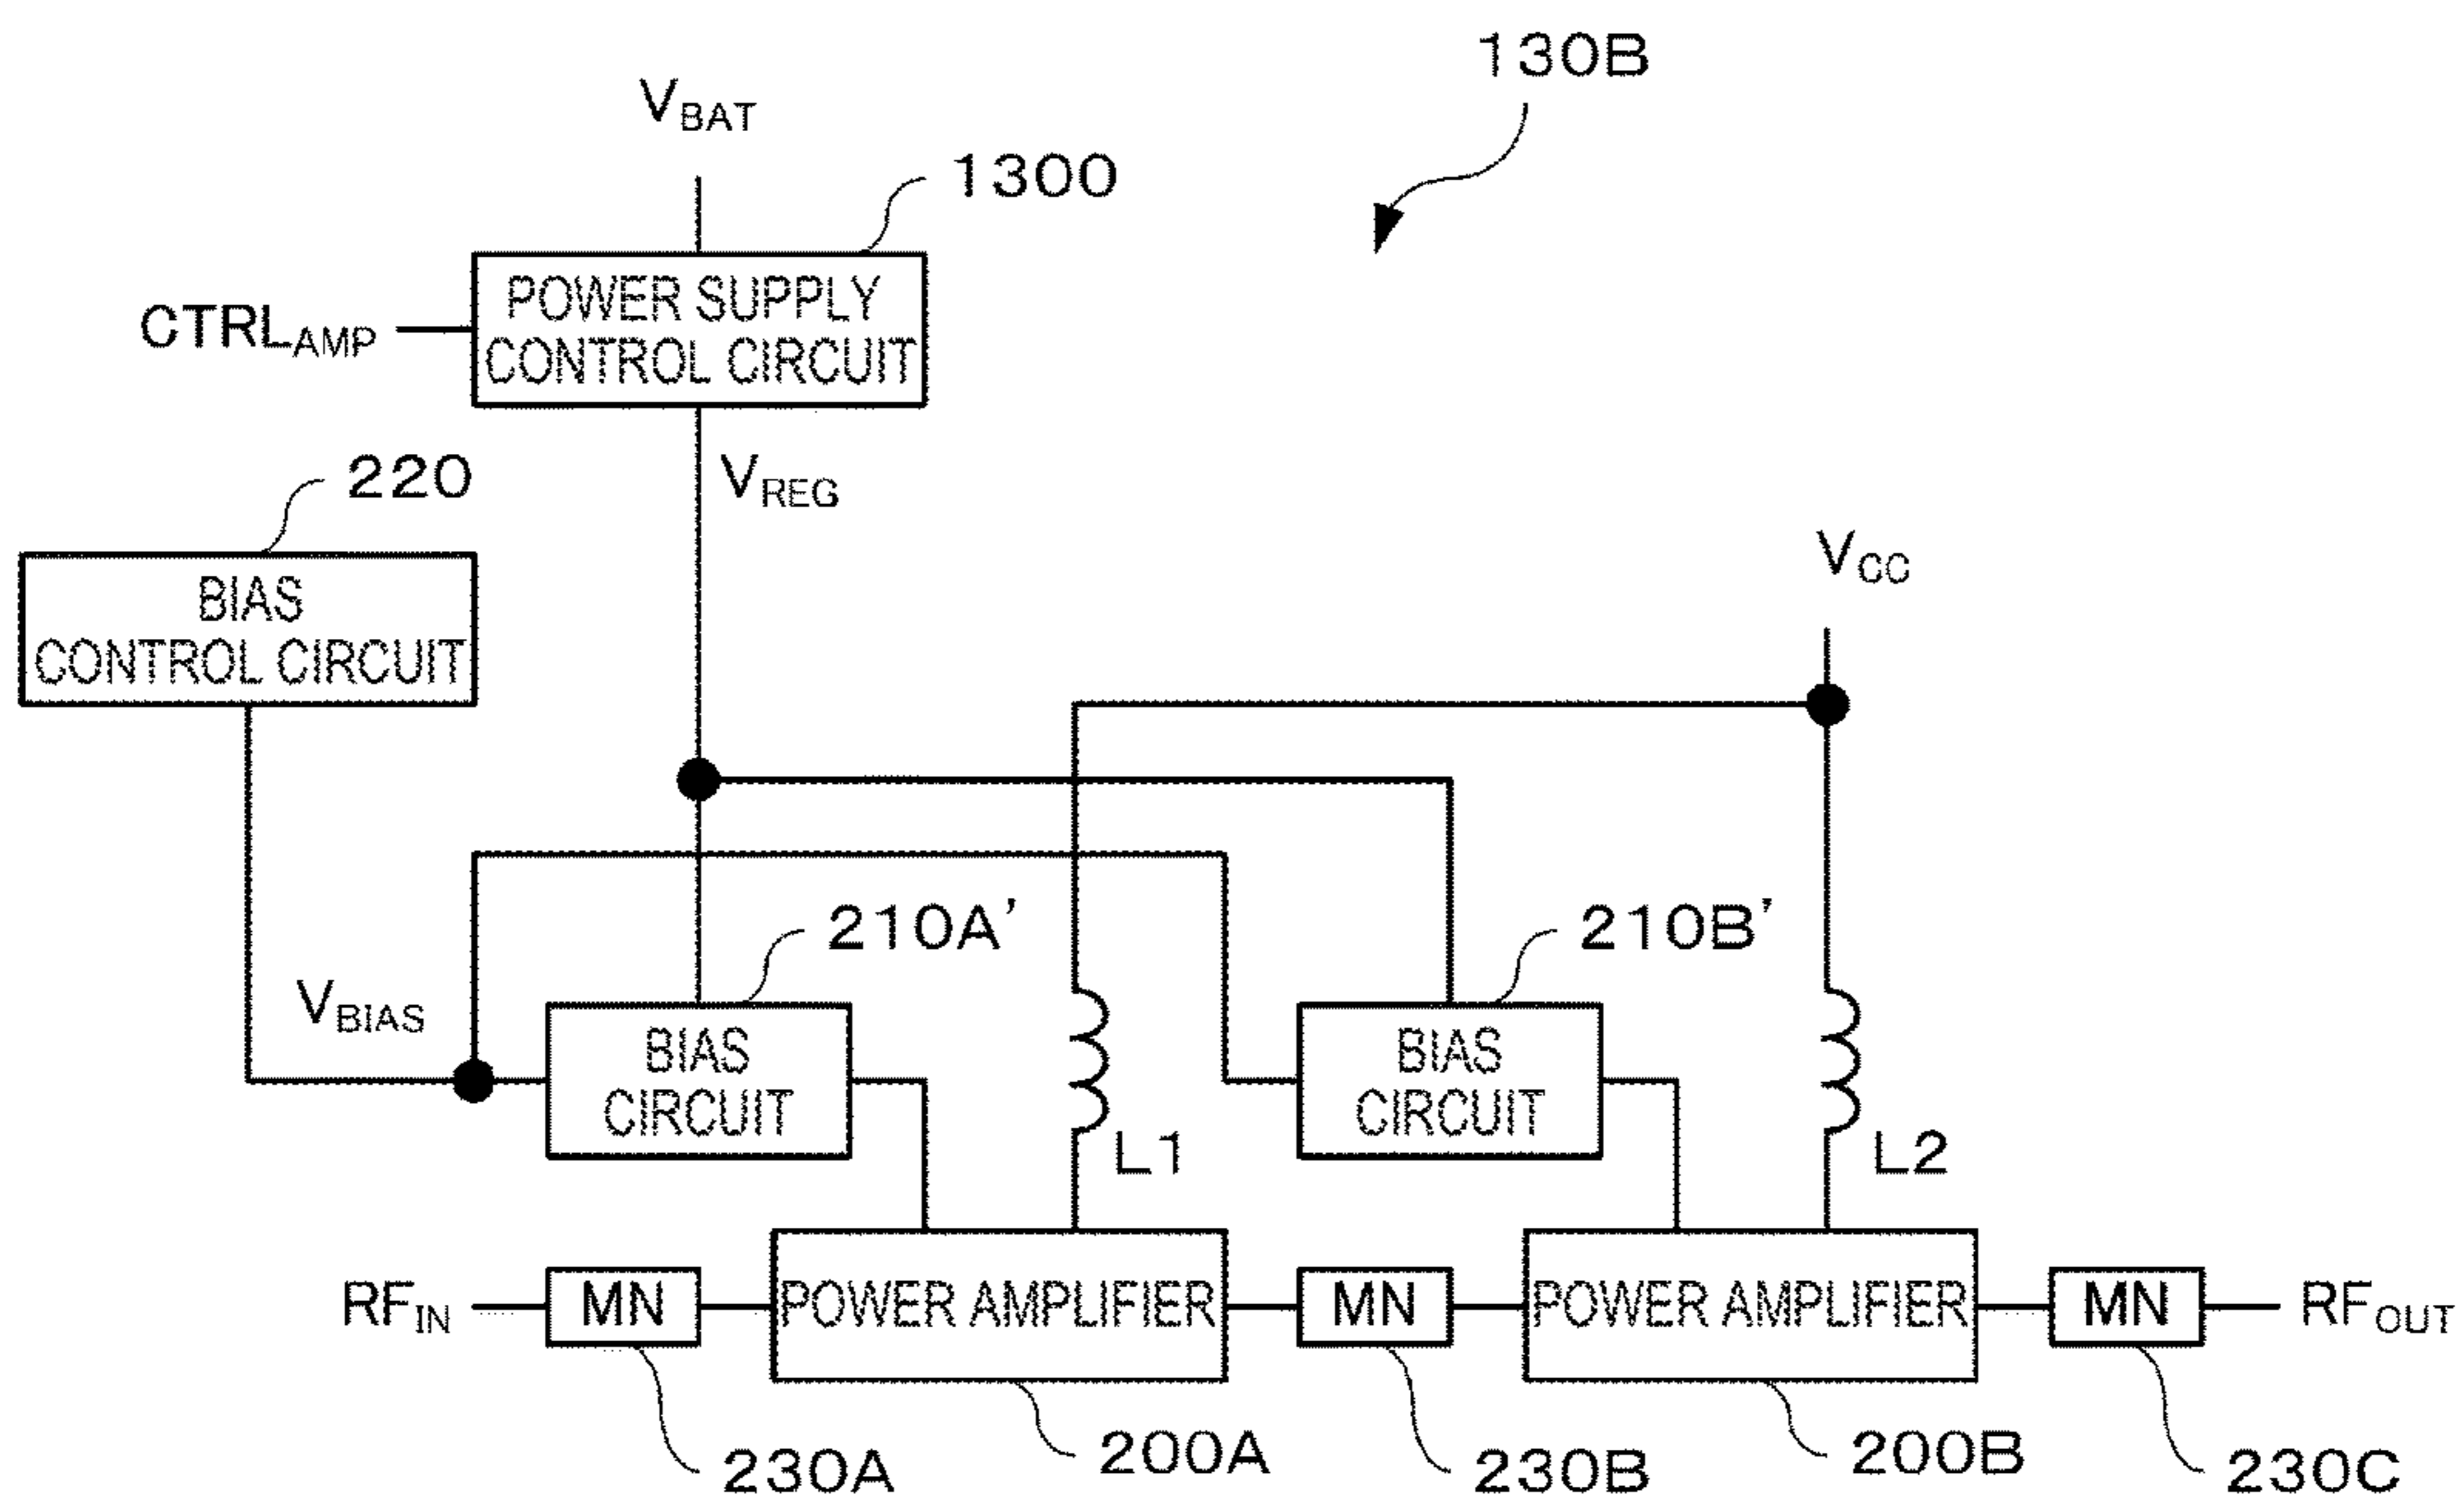 130B
VBAT
1300
POWER SUPPLY
CONTROL CIRCUIT
CTRLAMP
220
VREG
BIAS
CONTROL CIRCUIT
VCC
210A'
210B'
VBIAS
BIAS
CIRCUIT
BIAS
CIRCUIT
L1
L2
RFIN
MN
POWER AMPLIFIER
MN
POWER AMPLIFIER
MN
RFOUT
230A
200A
230B
200B
230C